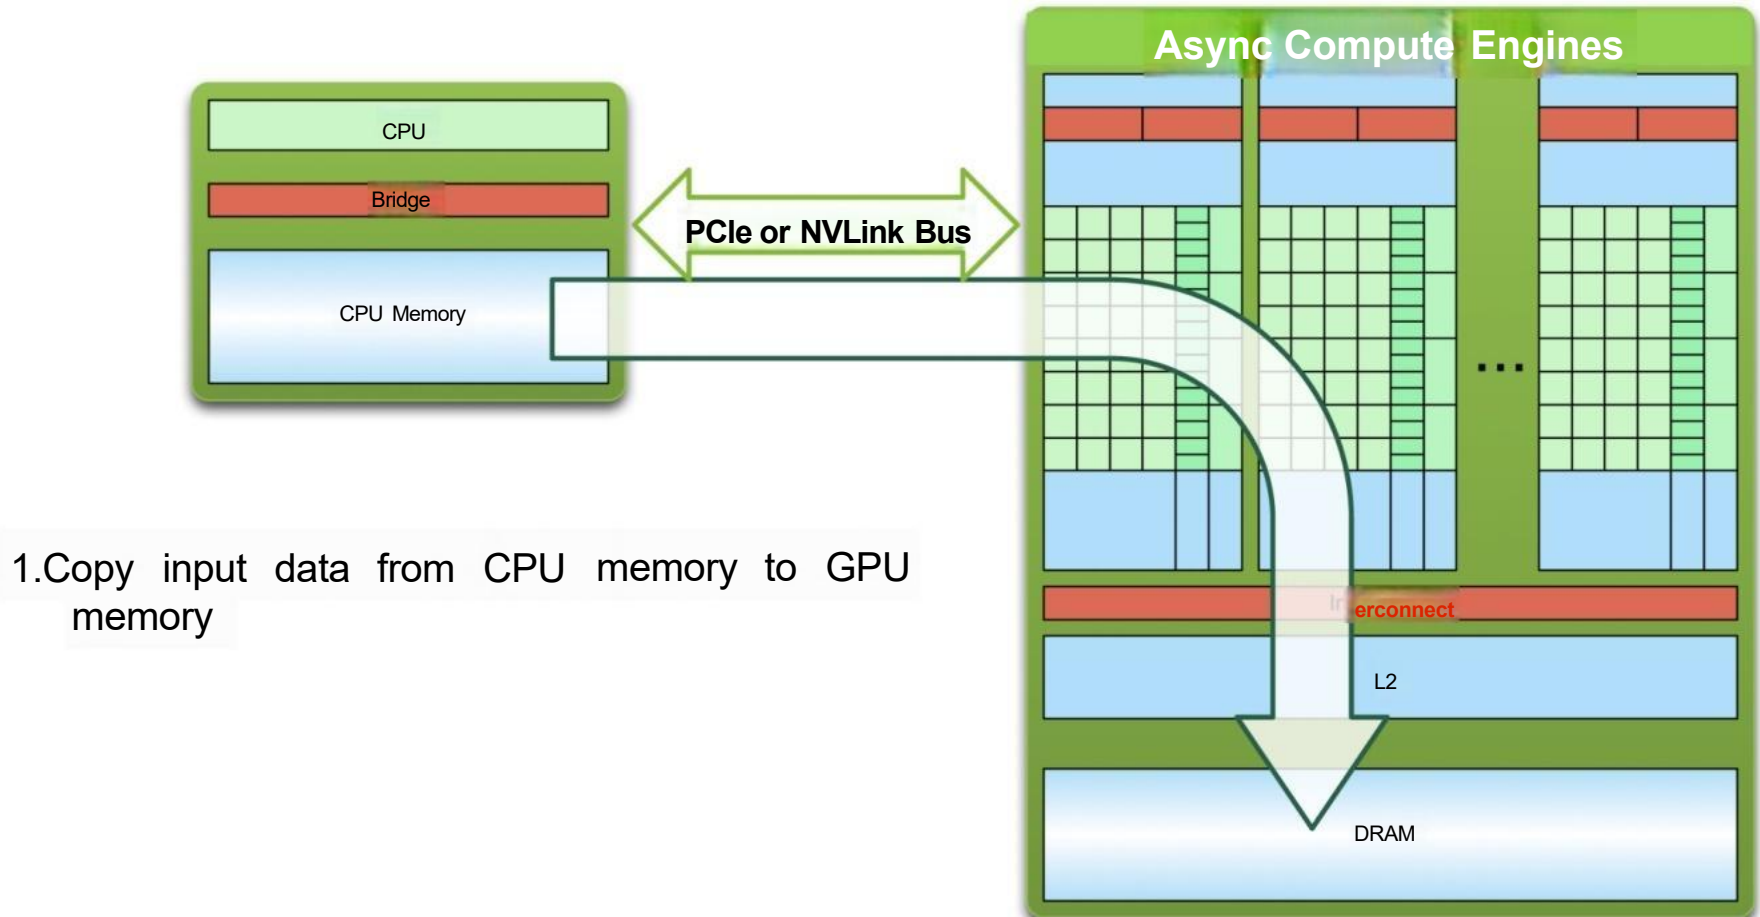 Async Compute Engines
CPU
Bridge
PCIe or NVLink Bus
CPU Memory
1.Copy input data from CPU memory to GPU
memory
erconnect
L2
DRAM